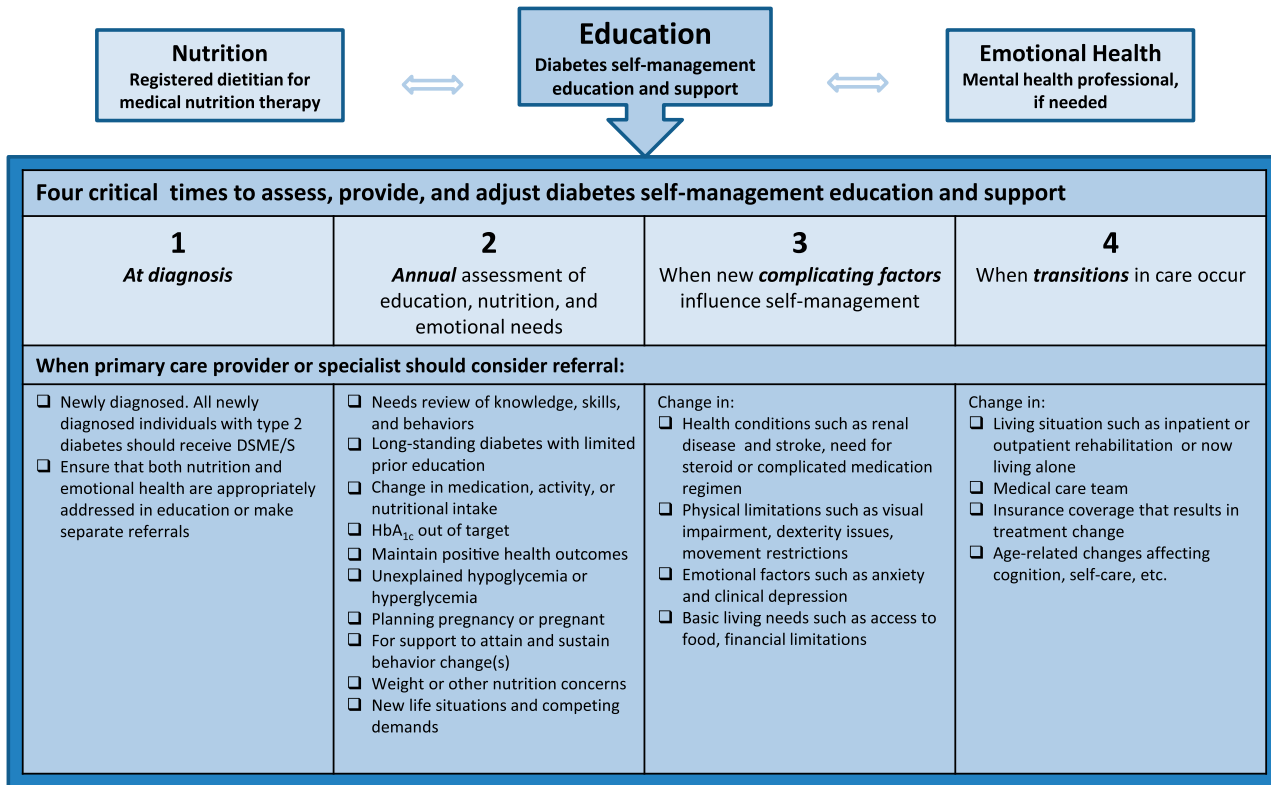 Nutrition
Registered dietitian for
medical nutrition therapy
Education
Diabetes self-management
education and support
Emotional Health
Mental health professional,
if needed
Four critical  times to assess, provide, and adjust diabetes self-management education and support
1
At diagnosis
2
Annual assessment of
education, nutrition, and
emotional needs
3
When new complicating factors
influence self-management
4
When transitions in care occur
When primary care provider or specialist should consider referral:
❑ Newly diagnosed. All newly
diagnosed individuals with type 2
diabetes should receive DSME/S
❑ Ensure that both nutrition and
emotional health are appropriately
addressed in education or make
separate referrals
❑ Needs review of knowledge, skills,
and behaviors
❑ Long-standing diabetes with limited
prior education
❑ Change in medication, activity, or
nutritional intake
❑ HbA1c out of target
❑ Maintain positive health outcomes
❑ Unexplained hypoglycemia or
hyperglycemia
❑ Planning pregnancy or pregnant
❑ For support to attain and sustain
behavior change(s)
❑ Weight or other nutrition concerns
❑ New life situations and competing
demands
Change in:
❑ Health conditions such as renal
disease  and stroke, need for
steroid or complicated medication
regimen
❑ Physical limitations such as visual
impairment, dexterity issues,
movement restrictions
❑ Emotional factors such as anxiety
and clinical depression
❑ Basic living needs such as access to
food, financial limitations
Change in:
❑ Living situation such as inpatient or
outpatient rehabilitation  or now
living alone
❑ Medical care team
❑ Insurance coverage that results in
treatment change
❑ Age-related changes affecting
cognition, self-care, etc.